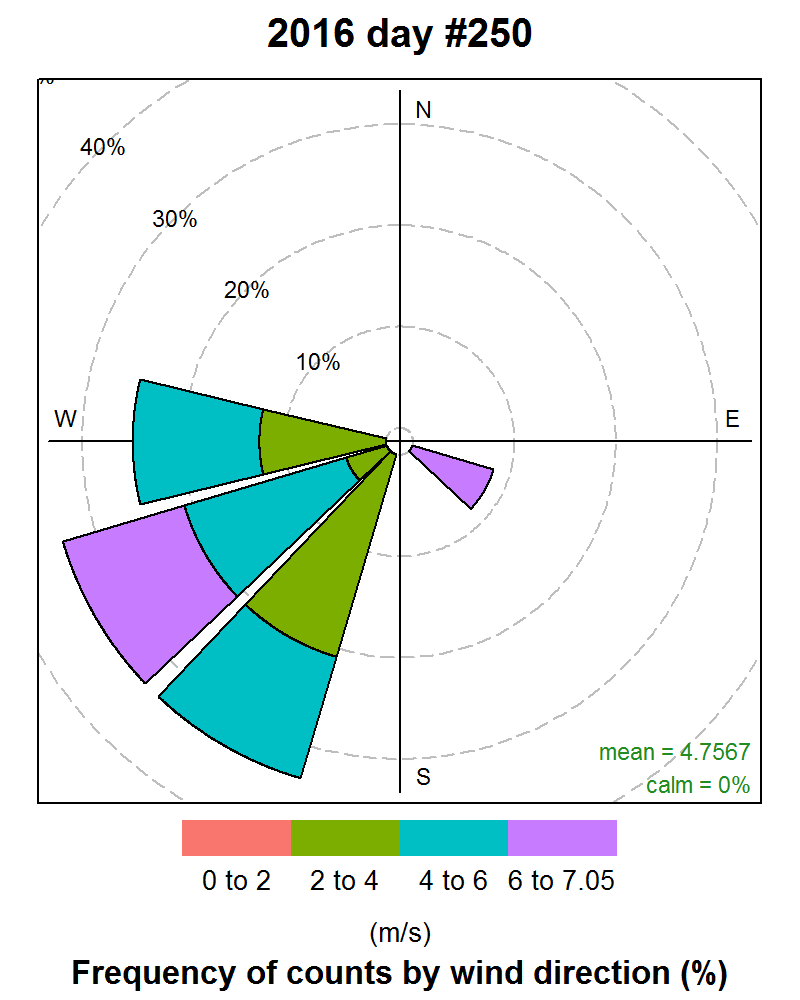 2016 day #250
N
40%
30%
20%
10%
W
E
mean = 4.7567
S
calm = 0%
0 to 2
2 to 4
4 to 6
6 to 7.05
(m/s)
Frequency of counts by wind direction (%)